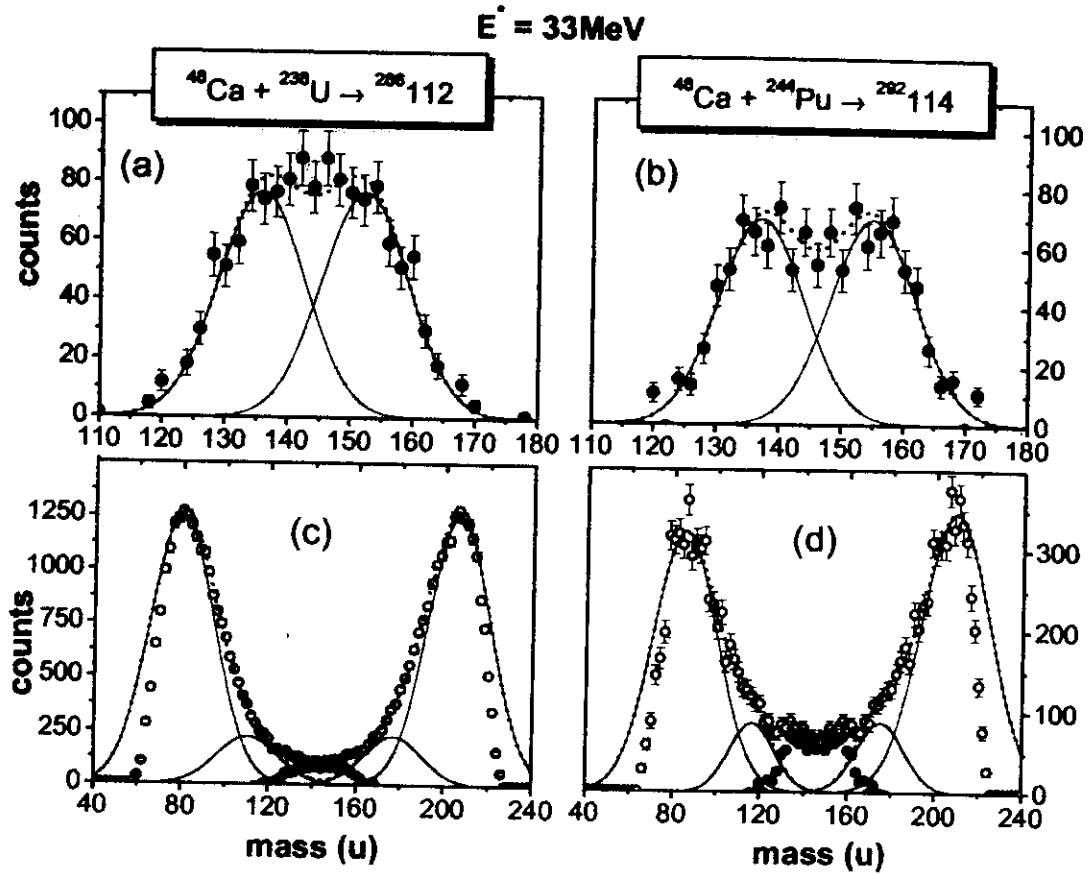 E* = 33MeV
⁴⁸Ca + ²³⁸U → ²⁸⁶112
⁴⁸Ca + ²⁴⁴Pu → ²⁹²114
(a)
counts
100
80
60
40
20
0
110 120 130 140 150 160 170 180
(b)
100
80
60
40
20
0
110 120 130 140 150 160 170 180
(c)
counts
1250
1000
750
500
250
0
40 80 120 160 200 240
mass (u)
(d)
300
200
100
0
40 80 120 160 200 240
mass (u)